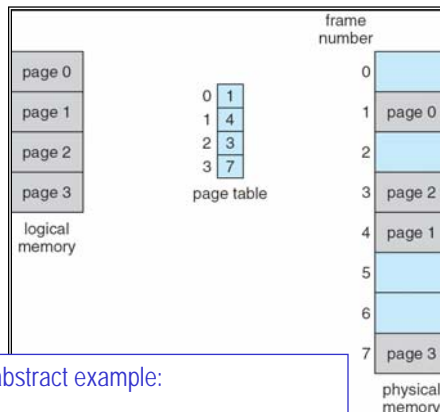 page 0
page 1
page 2
page 3
logical
memory
0 1
1 4
2 3
3 7
page table
frame
number
0
1 page 0
2
3 page 2
4 page 1
5
6
7 page 3
physical
memory
abstract example: